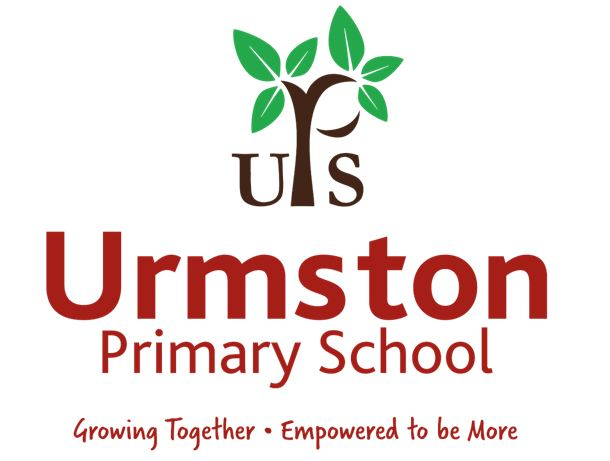 UPS
Urmston
Primary School
Growing Together • Empowered to be More